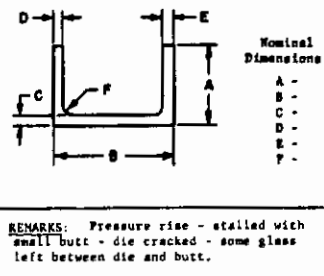 D
E
Nominal
Dimensions
C
F
A
A -
B -
C -
D -
E -
F -
B
REMARKS: Pressure rise - stalled with
small butt - die cracked - some glass
left between die and butt.